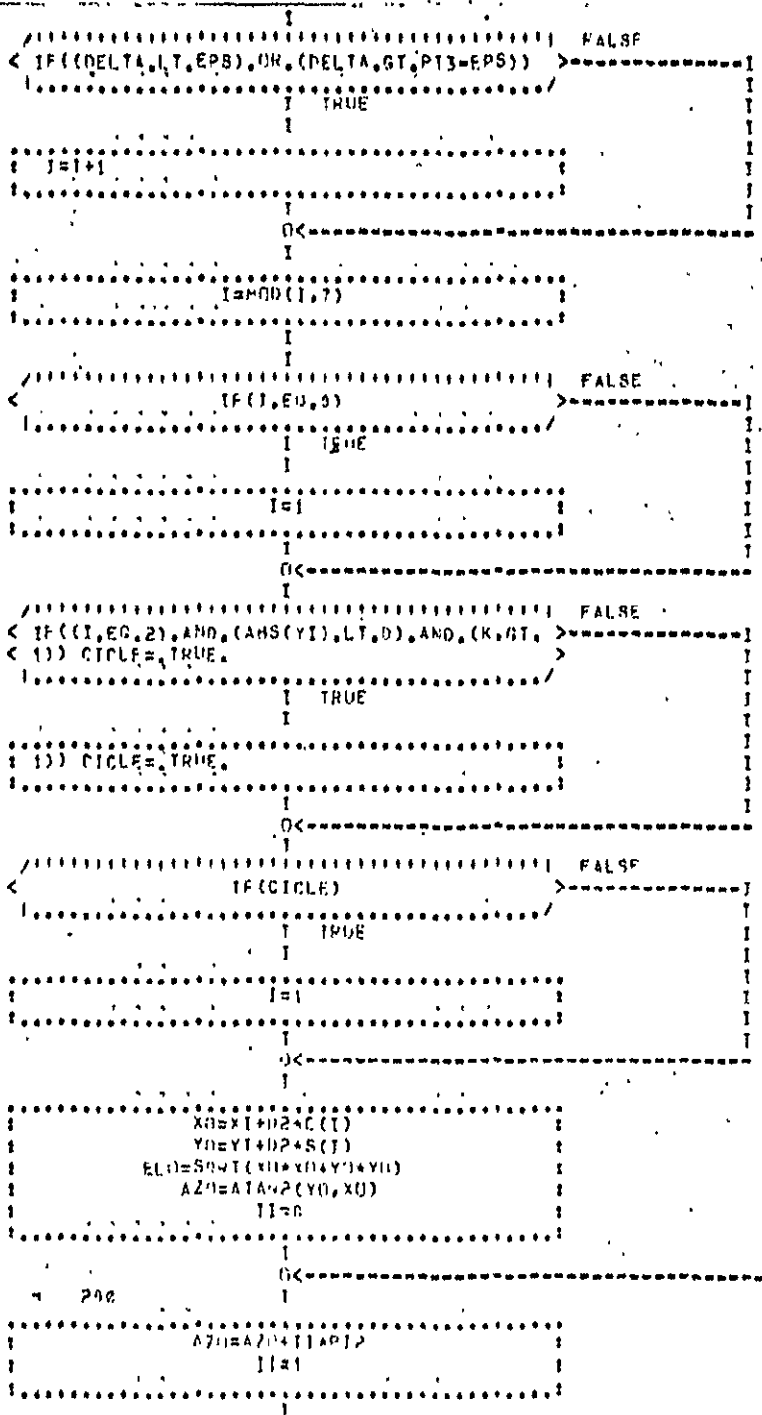 FALSE
IF((DELTA.LT.EPS).OR.(DELTA.GT.PI3-EPS))
TRUE
I=I+1
I=MOD(I,7)
FALSE
IF(I.EQ.0)
TRUE
I=1
FALSE
IF((I.EQ.2).AND.(ABS(YI).LT.D).AND.(K.GT.
1)) CICLE=.TRUE.
TRUE
1)) CICLE=.TRUE.
FALSE
IF(CICLE)
TRUE
I=1
X0=XI+D2*C(I)
Y0=YI+D2*S(I)
EL0=SQRT(X0*X0+Y0*Y0)
AZ0=ATAN2(Y0,X0)
II=0
200
AZ0=AZ0+II*PI2
II=1